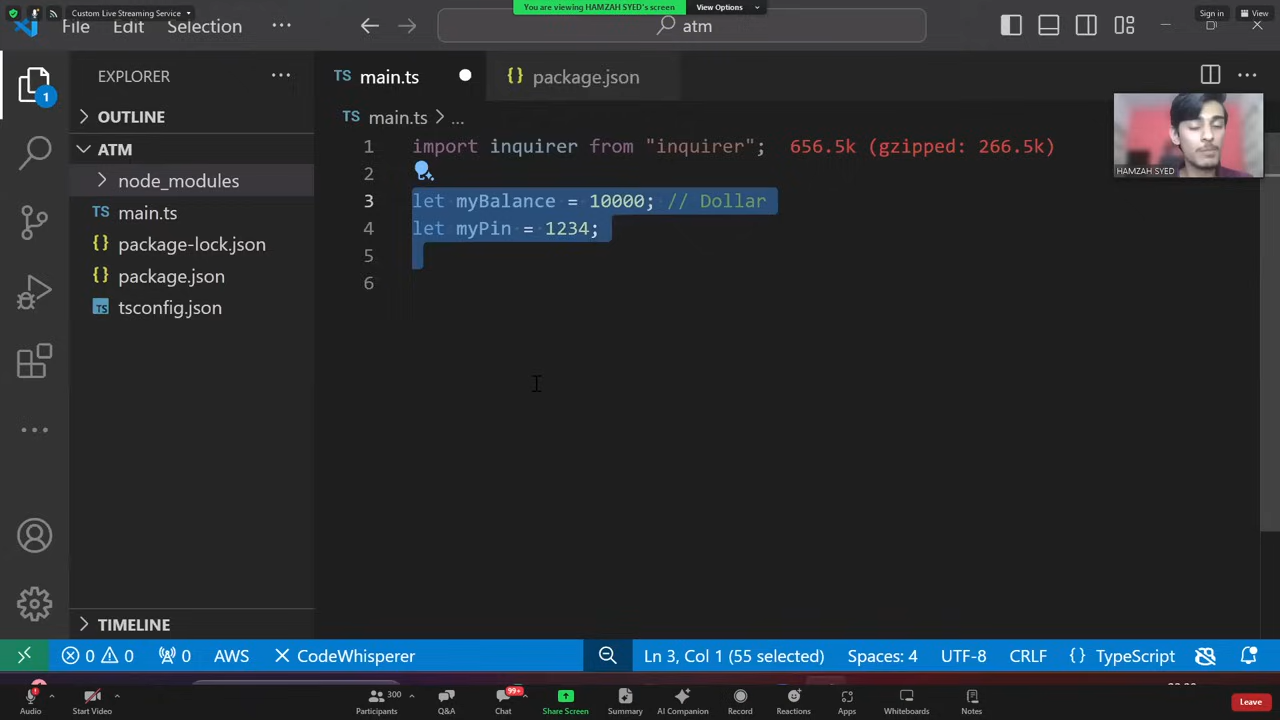 Custom Live Streaming Service
You are viewing HAMZAH SYED's screen
View Options
Sign in
View
File Edit Selection ...
atm
EXPLORER
main.ts
package.json
OUTLINE
ATM
node_modules
main.ts
package-lock.json
package.json
tsconfig.json
TIMELINE
1
TS main.ts > ...
1 import inquirer from "inquirer"; 656.5k (gzipped: 266.5k)
2
3 let myBalance = 10000; // Dollar
4 let myPin = 1234;
5
6
HAMZAH SYED
0 0 0 AWS CodeWhisperer
Ln 3, Col 1 (55 selected) Spaces: 4 UTF-8 CRLF {} TypeScript
Audio
Start Video
Participants 300
Q&A
Chat 99+
Share Screen
Summary
AI Companion
Record
Reactions
Apps
Whiteboards
Notes
Leave